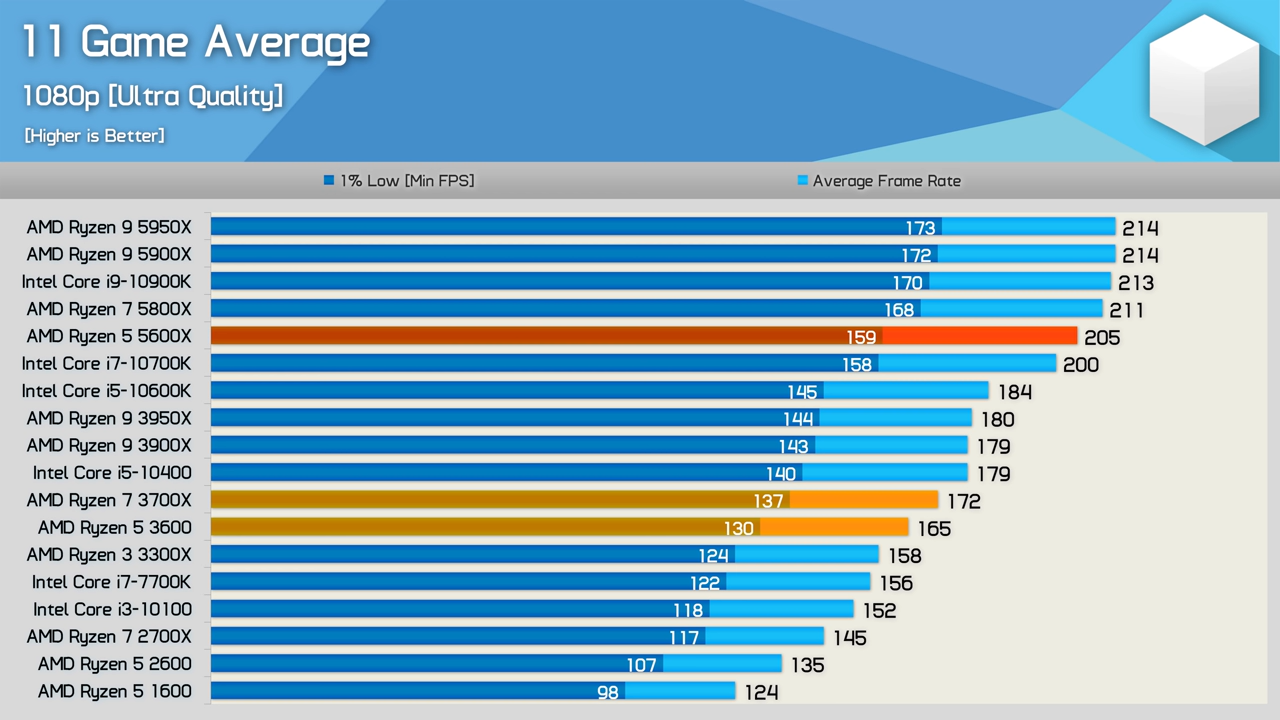 11 Game Average
1080p [Ultra Quality]
[Higher is Better]
1% Low [Min FPS] Average Frame Rate
AMD Ryzen 9 5950X 173 214
AMD Ryzen 9 5900X 172 214
Intel Core i9-10900K 170 213
AMD Ryzen 7 5800X 168 211
AMD Ryzen 5 5600X 159 205
Intel Core i7-10700K 158 200
Intel Core i5-10600K 145 184
AMD Ryzen 9 3950X 144 180
AMD Ryzen 9 3900X 143 179
Intel Core i5-10400 140 179
AMD Ryzen 7 3700X 137 172
AMD Ryzen 5 3600 130 165
AMD Ryzen 3 3300X 124 158
Intel Core i7-7700K 122 156
Intel Core i3-10100 118 152
AMD Ryzen 7 2700X 117 145
AMD Ryzen 5 2600 107 135
AMD Ryzen 5 1600 98 124